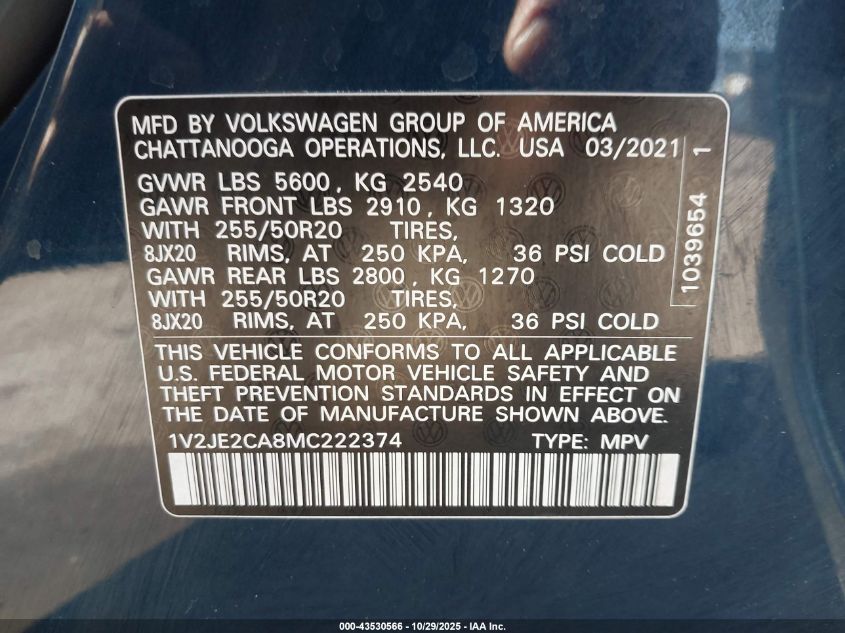 MFD BY VOLKSWAGEN GROUP OF AMERICA
CHATTANOOGA OPERATIONS, LLC. USA 03/2021
GVWR LBS 5600, KG 2540
GAWR FRONT LBS 2910, KG 1320
WITH 255/50R20 TIRES,
8JX20 RIMS, AT 250 KPA, 36 PSI COLD
GAWR REAR LBS 2800, KG 1270
WITH 255/50R20 TIRES,
8JX20 RIMS, AT 250 KPA, 36 PSI COLD
1039654 1
THIS VEHICLE CONFORMS TO ALL APPLICABLE
U.S. FEDERAL MOTOR VEHICLE SAFETY AND
THEFT PREVENTION STANDARDS IN EFFECT ON
THE DATE OF MANUFACTURE SHOWN ABOVE.
1V2JE2CA8MC222374 TYPE: MPV
000-43530566 - 10/29/2025 - IAA Inc.